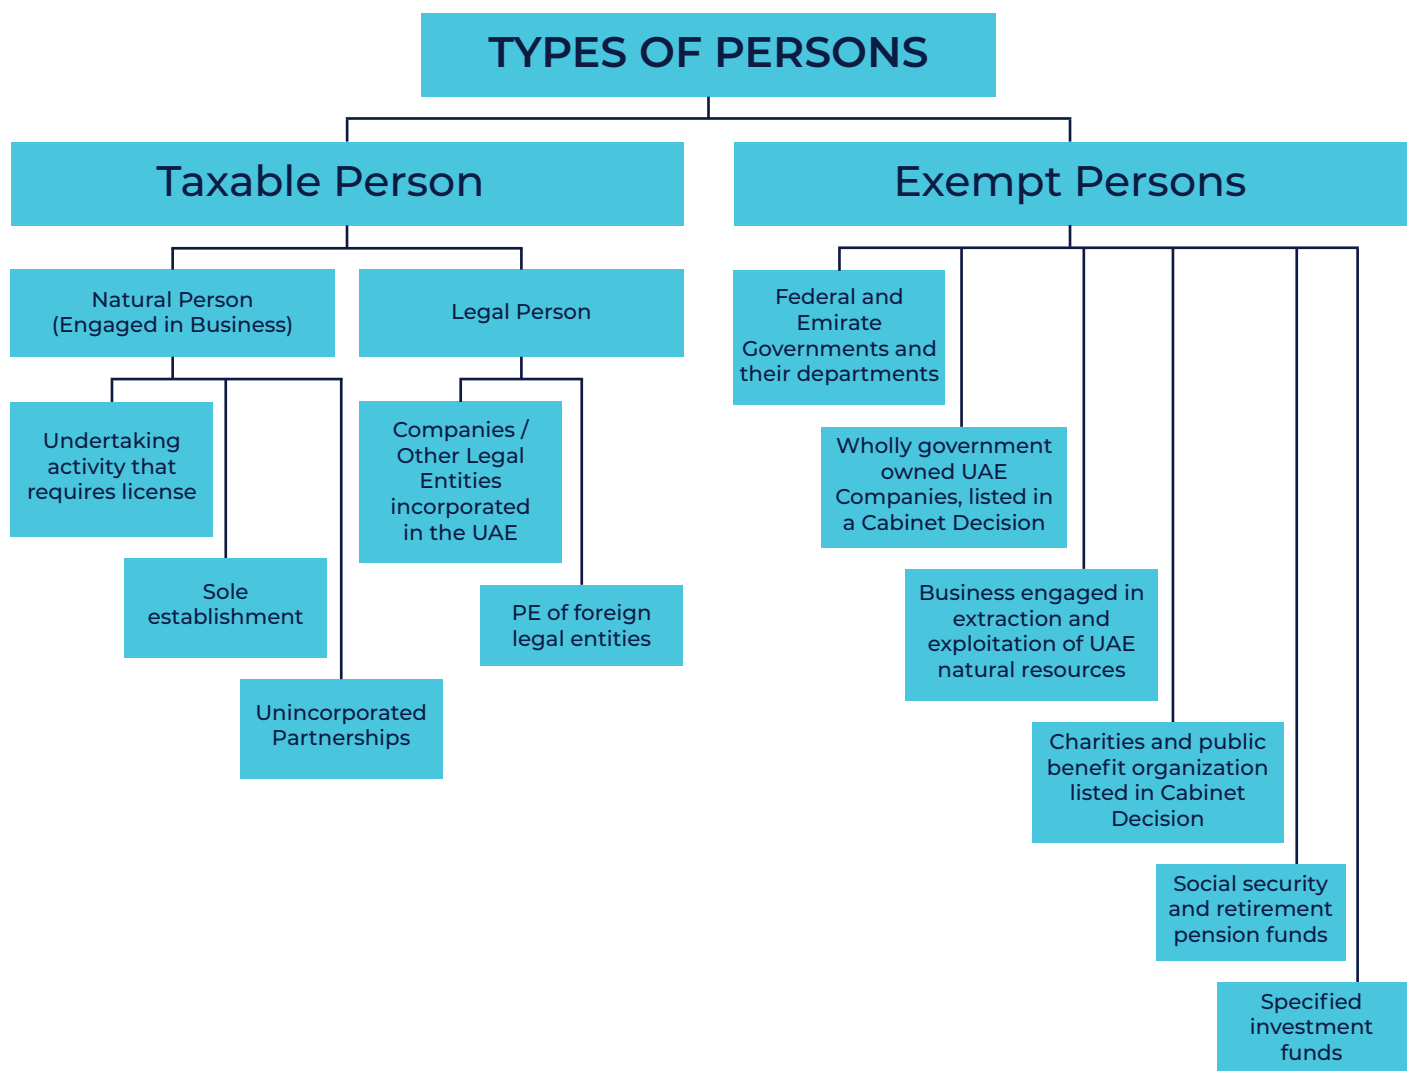 TYPES OF PERSONS
Taxable Person
Exempt Persons
Natural Person
(Engaged in Business)
Legal Person
Undertaking
activity that
requires license
Sole
establishment
Unincorporated
Partnerships
Companies /
Other Legal
Entities
incorporated
in the UAE
PE of foreign
legal entities
Federal and
Emirate
Governments and
their departments
Wholly government
owned UAE
Companies, listed in
a Cabinet Decision
Business engaged in
extraction and
exploitation of UAE
natural resources
Charities and public
benefit organization
listed in Cabinet
Decision
Social security
and retirement
pension funds
Specified
investment
funds